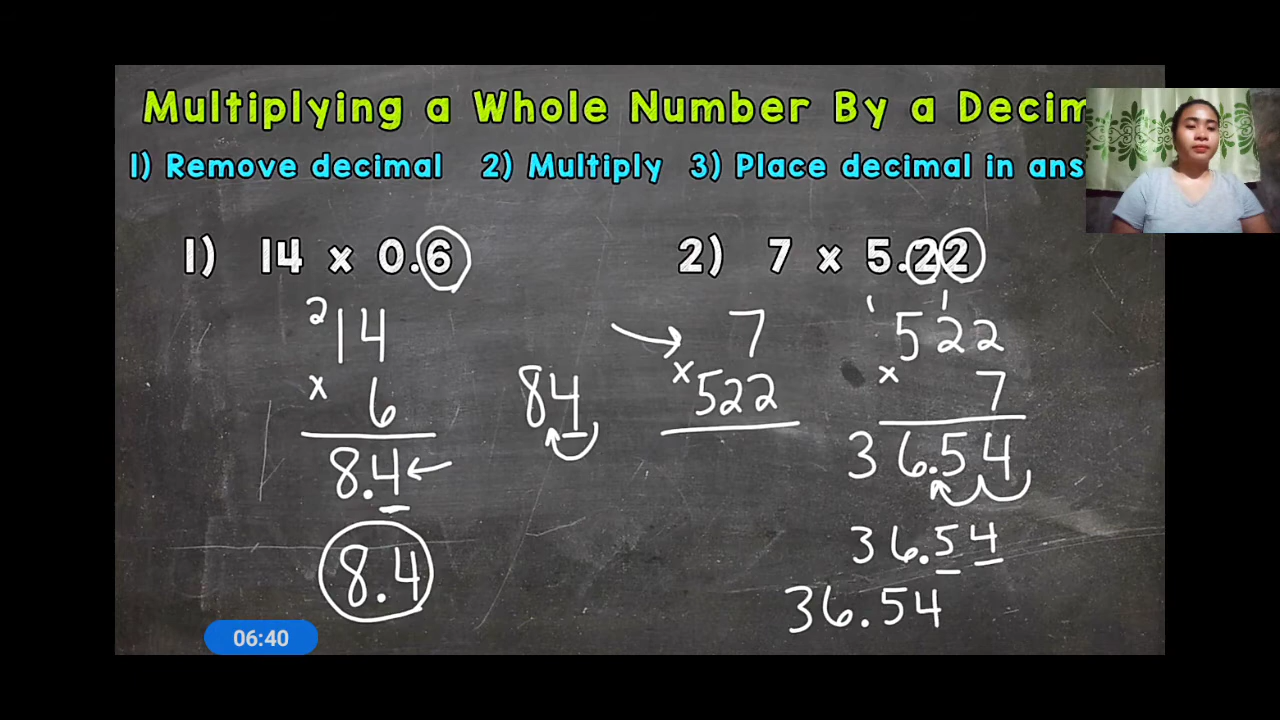 Multiplying a Whole Number By a Decim
1) Remove decimal 2) Multiply 3) Place decimal in ans
1) 14 x 0.6
2
14
x 6
8.4
8.4
84
2) 7 x 5.22
7
x 522
1 1
522
x 7
36.54
36.54
36.54
06:40